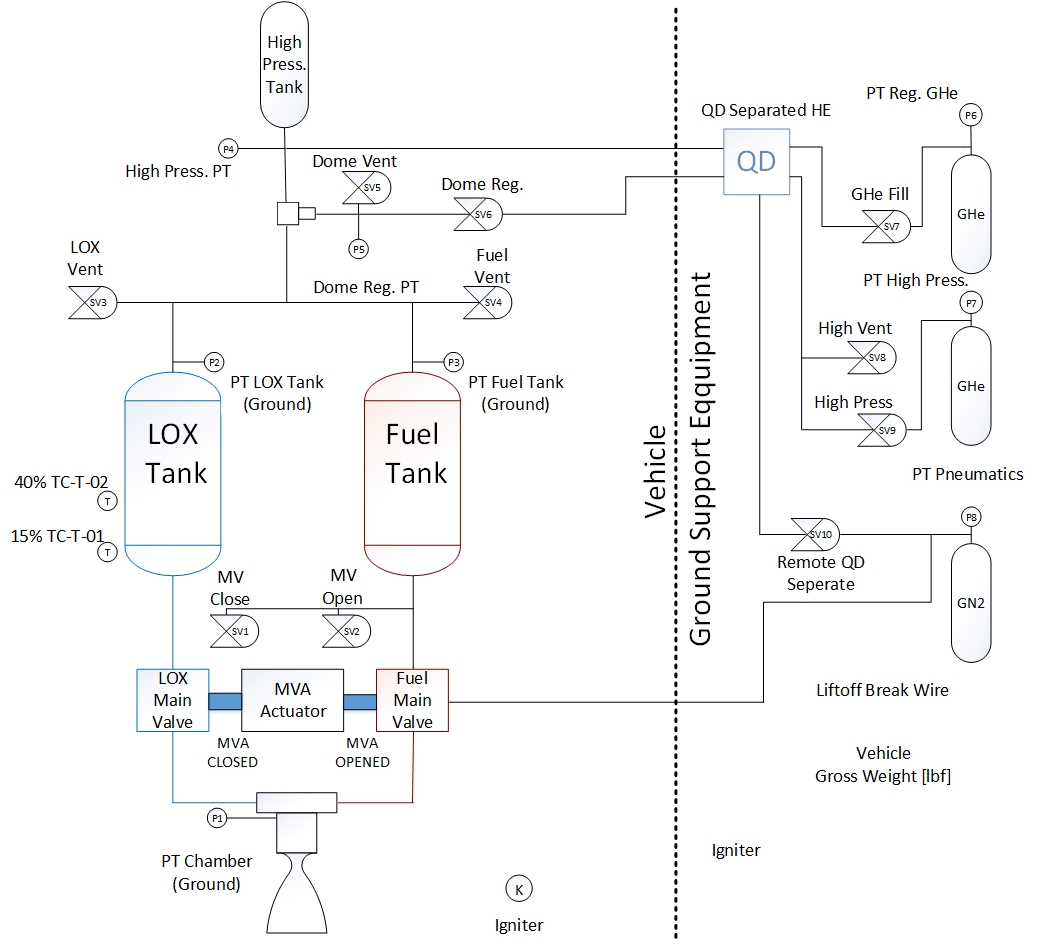 High
Press.
Tank
PT Reg. GHe
P6
QD Separated HE
P4
High Press. PT
Dome Vent
SV5
QD
Dome Reg.
SV6
GHe Fill
SV7
GHe
P5
LOX
Vent
SV3
Fuel
Vent
SV4
Dome Reg. PT
PT High Press.
P7
High Vent
SV8
GHe
P2
P3
PT LOX Tank
(Ground)
PT Fuel Tank
(Ground)
High Press
SV9
LOX
Tank
Fuel
Tank
Vehicle
Ground Support Eqquipment
PT Pneumatics
40% TC-T-02
T
15% TC-T-01
T
P8
SV10
Remote QD
Seperate
GN2
MV
Close
SV1
MV
Open
SV2
LOX
Main
Valve
MVA
Actuator
Fuel
Main
Valve
Liftoff Break Wire
MVA
CLOSED
MVA
OPENED
Vehicle
Gross Weight [lbf]
P1
PT Chamber
(Ground)
Igniter
K
Igniter